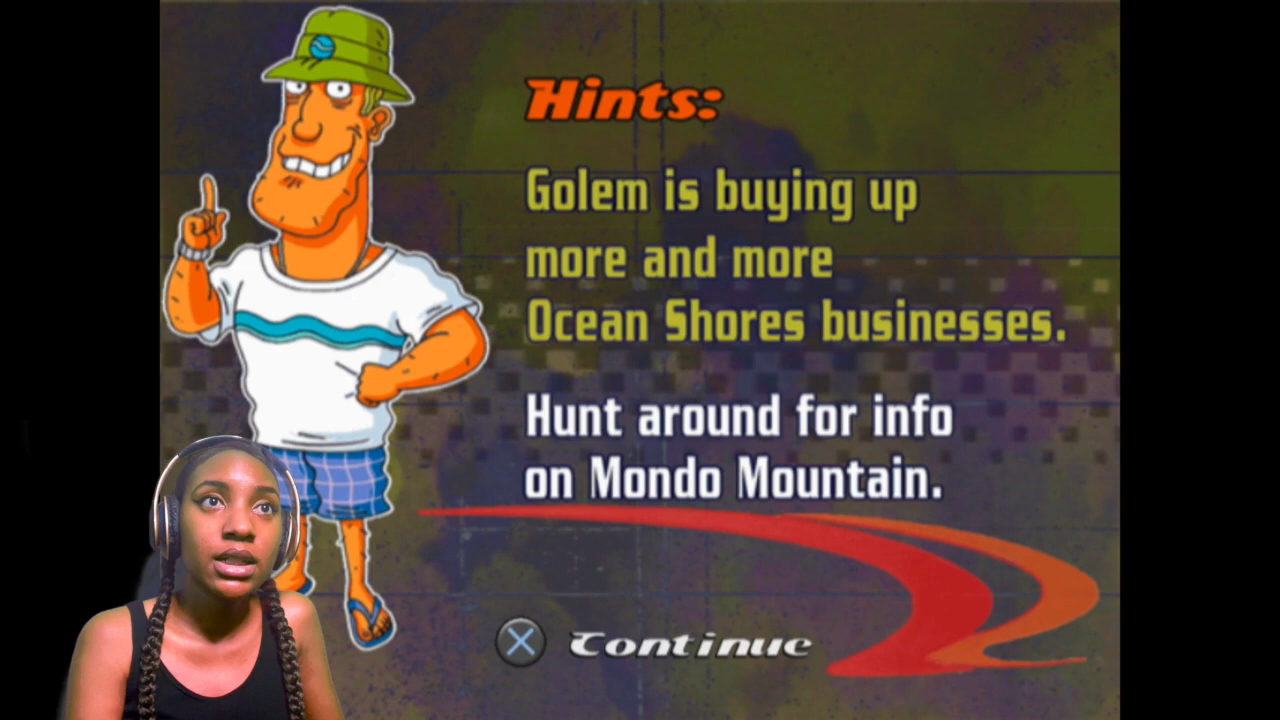 Hints:
Golem is buying up
more and more
Ocean Shores businesses.
Hunt around for info
on Mondo Mountain.
Continue